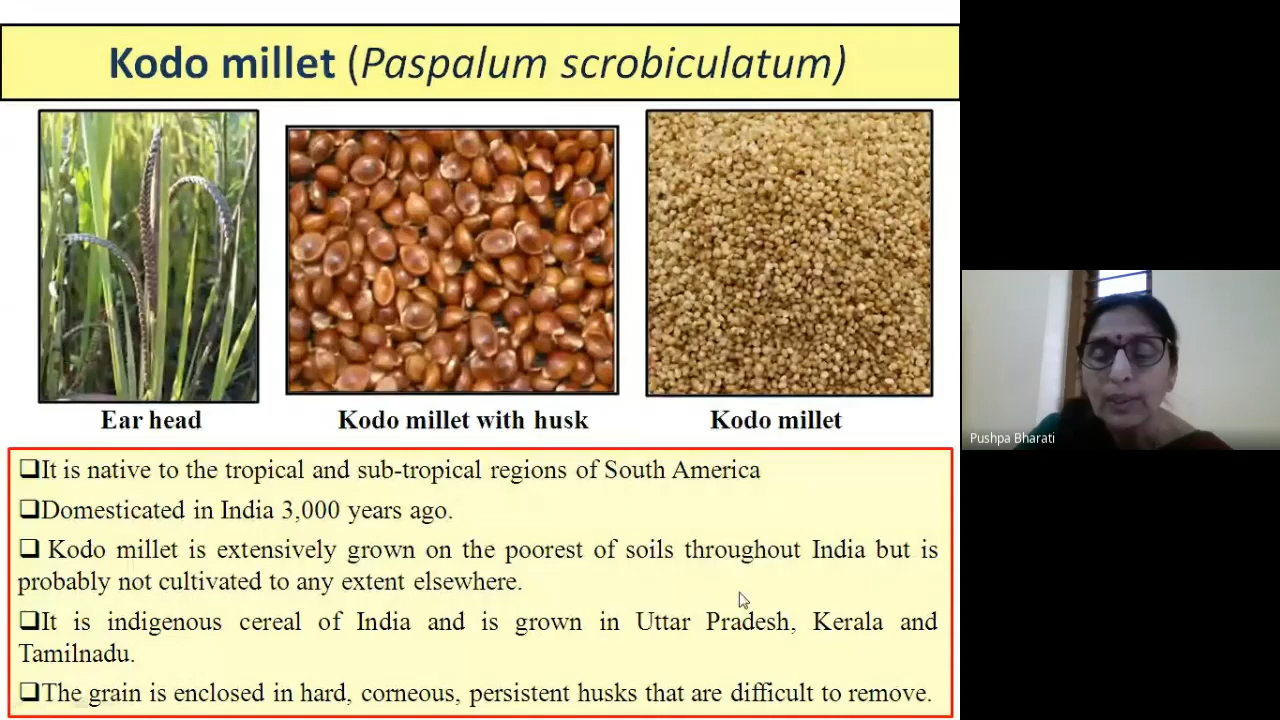 Kodo millet (Paspalum scrobiculatum)
Ear head
Kodo millet with husk
Kodo millet
❑It is native to the tropical and sub-tropical regions of South America
❑Domesticated in India 3,000 years ago.
❑ Kodo millet is extensively grown on the poorest of soils throughout India but is
probably not cultivated to any extent elsewhere.
❑It is indigenous cereal of India and is grown in Uttar Pradesh, Kerala and
Tamilnadu.
❑The grain is enclosed in hard, corneous, persistent husks that are difficult to remove.
Pushpa Bharati